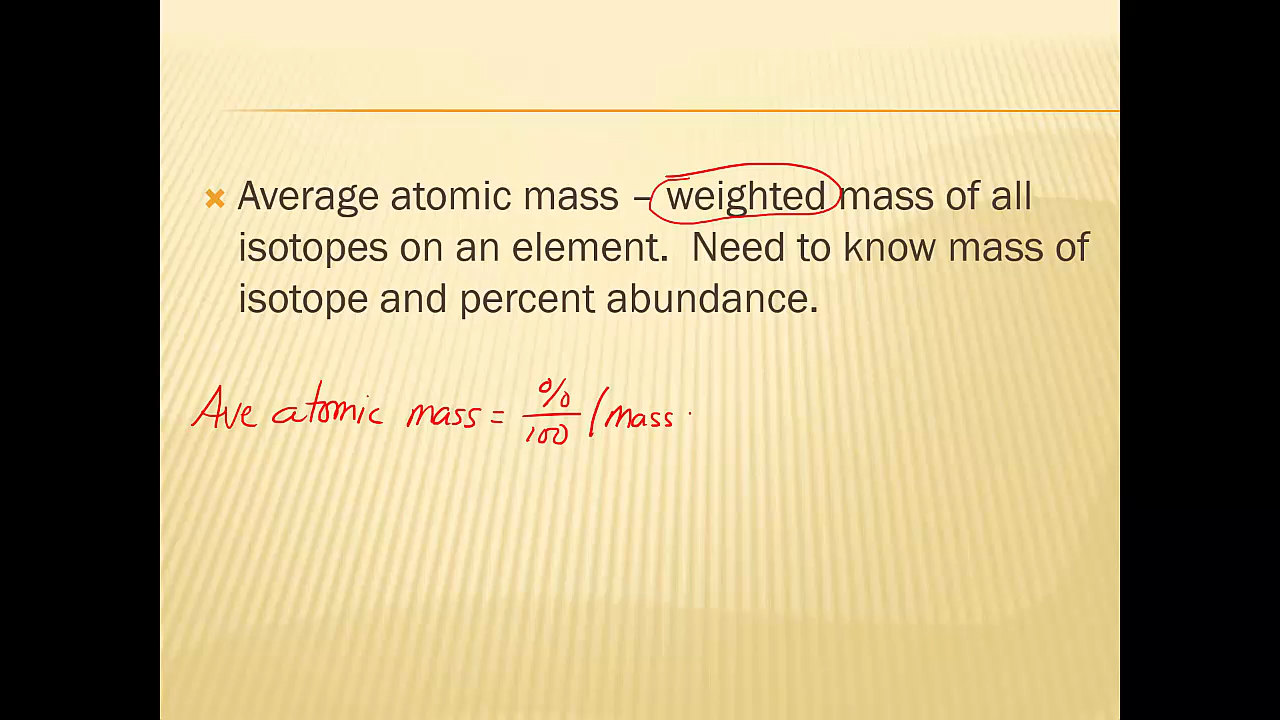 Average atomic mass – weighted mass of all
isotopes on an element. Need to know mass of
isotope and percent abundance.
Ave atomic mass = %/100 (mass